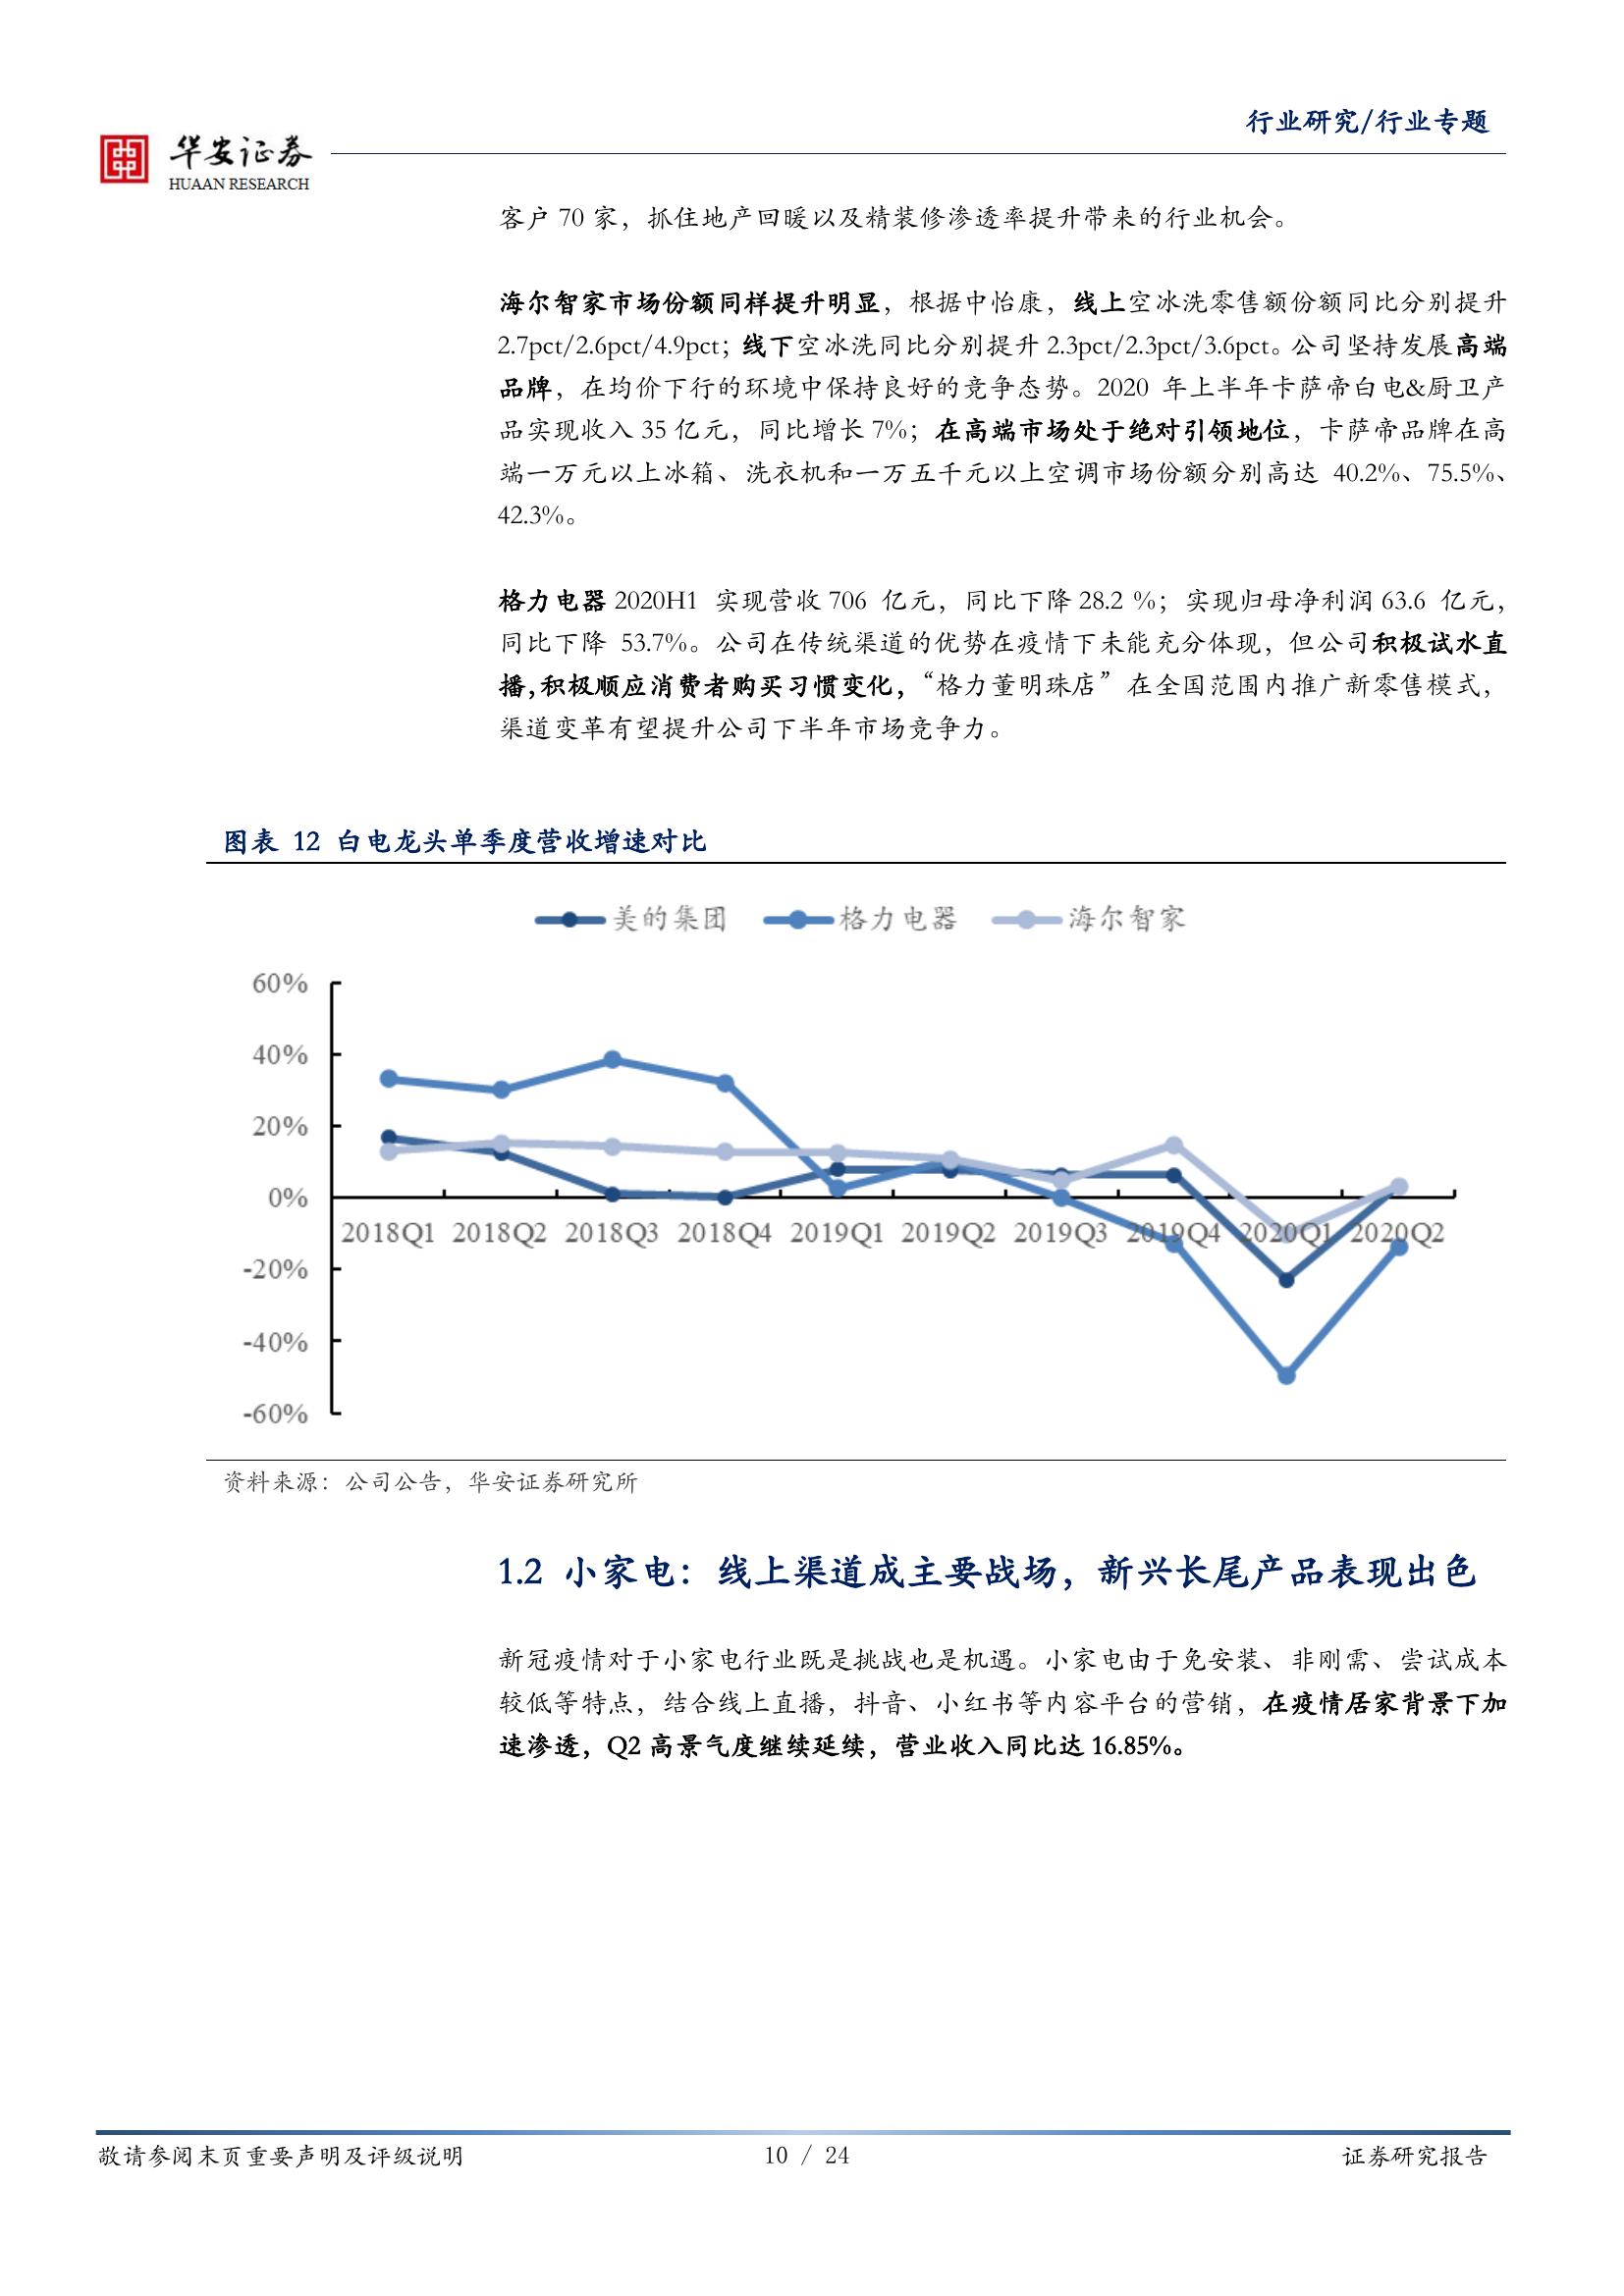 行业研究/行业专题
华安证券
HUAAN RESEARCH
客户 70 家，抓住地产回暖以及精装修渗透率提升带来的行业机会。
海尔智家市场份额同样提升明显，根据中怡康，线上空冰洗零售额份额同比分别提升
2.7pct/2.6pct/4.9pct；线下空冰洗同比分别提升 2.3pct/2.3pct/3.6pct。公司坚持发展高端
品牌，在均价下行的环境中保持良好的竞争态势。2020 年上半年卡萨帝白电&厨卫产
品实现收入 35 亿元，同比增长 7%；在高端市场处于绝对引领地位，卡萨帝品牌在高
端一万元以上冰箱、洗衣机和一万五千元以上空调市场份额分别高达 40.2%、75.5%、
42.3%。
格力电器 2020H1 实现营收 706 亿元，同比下降 28.2 %；实现归母净利润 63.6 亿元，
同比下降 53.7%。公司在传统渠道的优势在疫情下未能充分体现，但公司积极试水直
播,积极顺应消费者购买习惯变化，“格力董明珠店”在全国范围内推广新零售模式，
渠道变革有望提升公司下半年市场竞争力。
图表 12 白电龙头单季度营收增速对比
美的集团 格力电器 海尔智家
60%
40%
20%
0%
2018Q1 2018Q2 2018Q3 2018Q4 2019Q1 2019Q2 2019Q3 2019Q4 2020Q1 2020Q2
-20%
-40%
-60%
资料来源：公司公告，华安证券研究所
1.2 小家电：线上渠道成主要战场，新兴长尾产品表现出色
新冠疫情对于小家电行业既是挑战也是机遇。小家电由于免安装、非刚需、尝试成本
较低等特点，结合线上直播，抖音、小红书等内容平台的营销，在疫情居家背景下加
速渗透，Q2 高景气度继续延续，营业收入同比达 16.85%。
敬请参阅末页重要声明及评级说明 10 / 24 证券研究报告